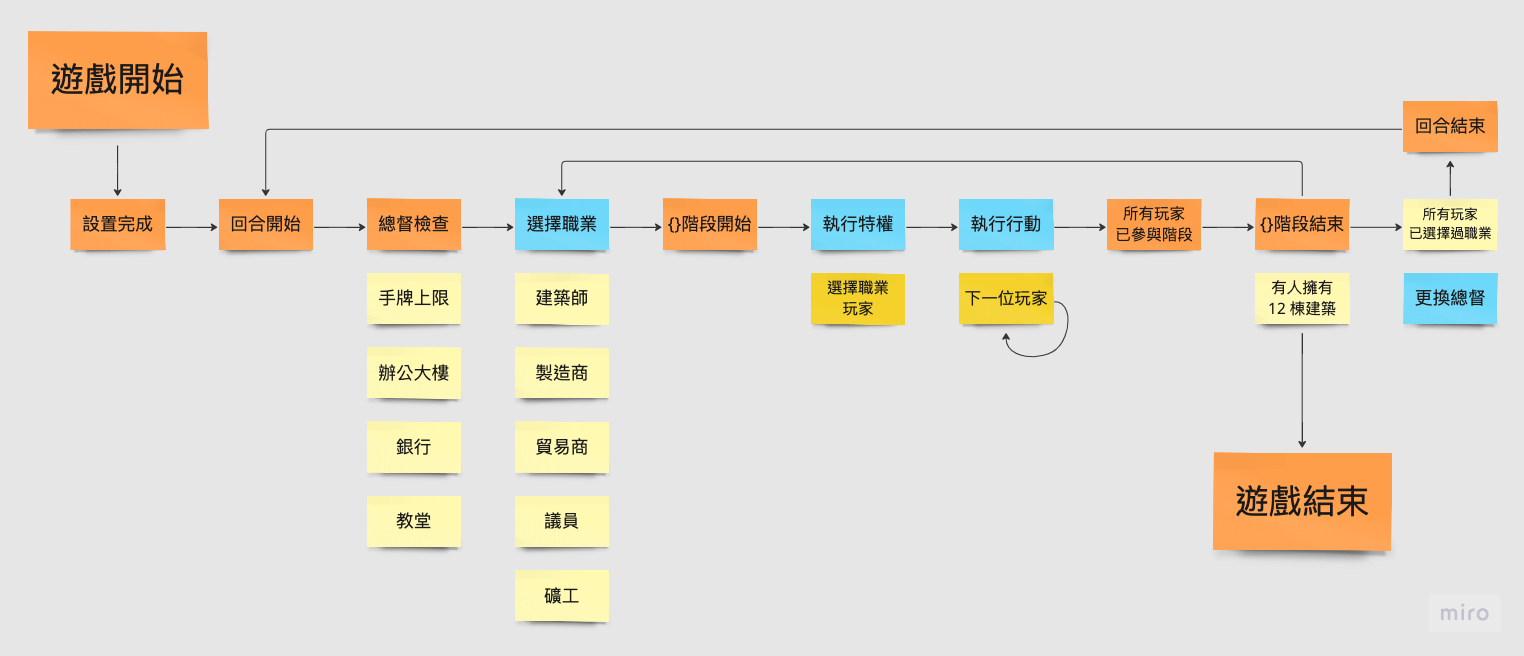 遊戲開始
回合結束
設置完成
回合開始
總督檢查
選擇職業
{}階段開始
執行特權
執行行動
所有玩家
已參與階段
{}階段結束
所有玩家
已選擇過職業
手牌上限
建築師
選擇職業
玩家
下一位玩家
有人擁有
12 棟建築
更換總督
辦公大樓
製造商
銀行
貿易商
教堂
議員
遊戲結束
礦工
miro